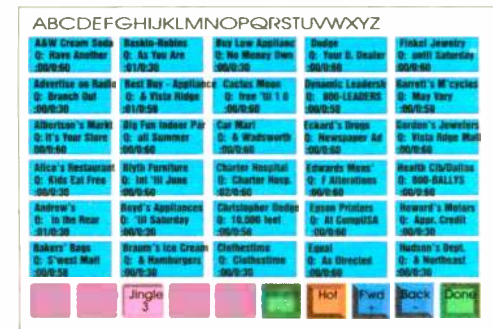 ABCDEFGHIJKLMNOPQRSTUVWXYZ
A&W Cream Soda
Q: Have Another
:00/0:60
Baskin-Robins
Q: As You Are
:01/0:30
Buy Low Applianc
Q: No Money Down
:00/0:30
Dodge
Q: Your D. Dealer
:00/0:60
Finkel Jewelry
Q: until Saturday
:00/0:60
Advertise on Radio
Q: Branch Out
:00/0:30
Best Buy - Appliance
Q: & Vista Ridge
:01/0:59
Cactus Moon
Q: free 'til 1 0
:00/0:60
Dynamic Leadersh
Q: 800-LEADERS
:00/0:60
Barrett's M'cycles
Q: May Vary
:00/0:58
Albertson's Markt
Q: It's Your Store
:00/0:60
Big Fun Indoor Par
Q: all Summer
:00/0:60
Car Mart
Q: & Wadsworth
:00/0:30
Eckard's Drugs
Q: Newspaper Ad
:00/0:60
Gordon's Jewelers
Q: Vista Ridge Mall
:00/0:60
Alica's Restaurant
Q: Kids Eat Free
:00/0:30
Blyth Furniture
Q: Int 'til June
:00/0:60
Charter Hospital
Q: Charter Hosp.
:02/0:60
Edwards Mens'
Q: f Alterations
:00/0:60
Health Clb/Dallas
Q: 800-BALLYS
:00/0:60
Andrew's
Q: in the Rear
:01/0:30
Boyd's Appliances
Q: 'til Saturday
:00/0:30
Christopher Dodge
Q: 10,000 feet
:00/0:58
Epson Printers
Q: At CompUSA
:00/0:60
Howard's Motors
Q: Appr. Credit
:00/0:30
Bakers' Bags
Q: S'west Mall
:00/0:58
Braum's Ice Cream
Q: & Hamburgers
:00/0:30
Clothestime
Q: Clothestime
:00/0:30
Equal
Q: As Directed
:00/0:60
Hudson's Dept.
Q: & Northeast
:00/0:30
Jingle
3
Hot
Fwd
+
Back
-
Done